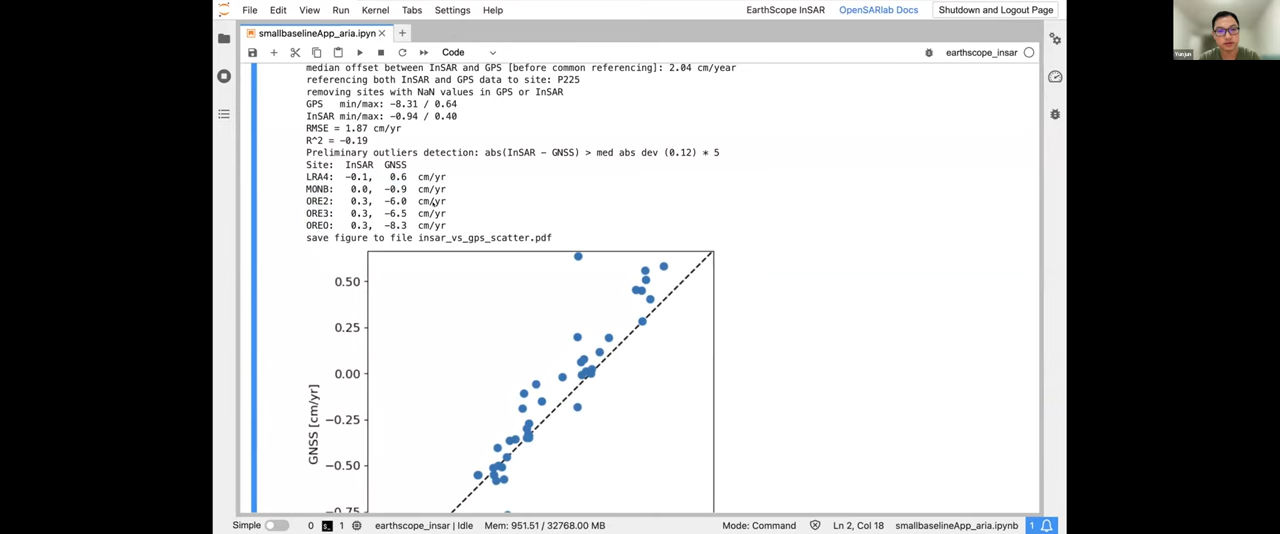 File Edit View Run Kernel Tabs Settings Help EarthScope InSAR OpenSARlab Docs Shutdown and Logout Page
smallbaselineApp_aria.ipyn
Code earthscope_insar
median offset between InSAR and GPS [before common referencing]: 2.04 cm/year
referencing both InSAR and GPS data to site: P225
removing sites with NaN values in GPS or InSAR
GPS min/max: -8.31 / 0.64
InSAR min/max: -0.94 / 0.40
RMSE = 1.87 cm/yr
R^2 = -0.19
Preliminary outliers detection: abs(InSAR - GNSS) > med abs dev (0.12) * 5
Site: InSAR GNSS
LRA4: -0.1, 0.6 cm/yr
MONB: 0.0, -0.9 cm/yr
ORE2: 0.3, -6.0 cm/yr
ORE3: 0.3, -6.5 cm/yr
OREO: 0.3, -8.3 cm/yr
save figure to file insar_vs_gps_scatter.pdf
0.50
0.25
0.00
-0.25
-0.50
-0.75
GNSS [cm/yr]
Simple 0 $_ 1 earthscope_insar | Idle Mem: 951.51 / 32768.00 MB Mode: Command Ln 2, Col 18 smallbaselineApp_aria.ipynb 1
Yunjun